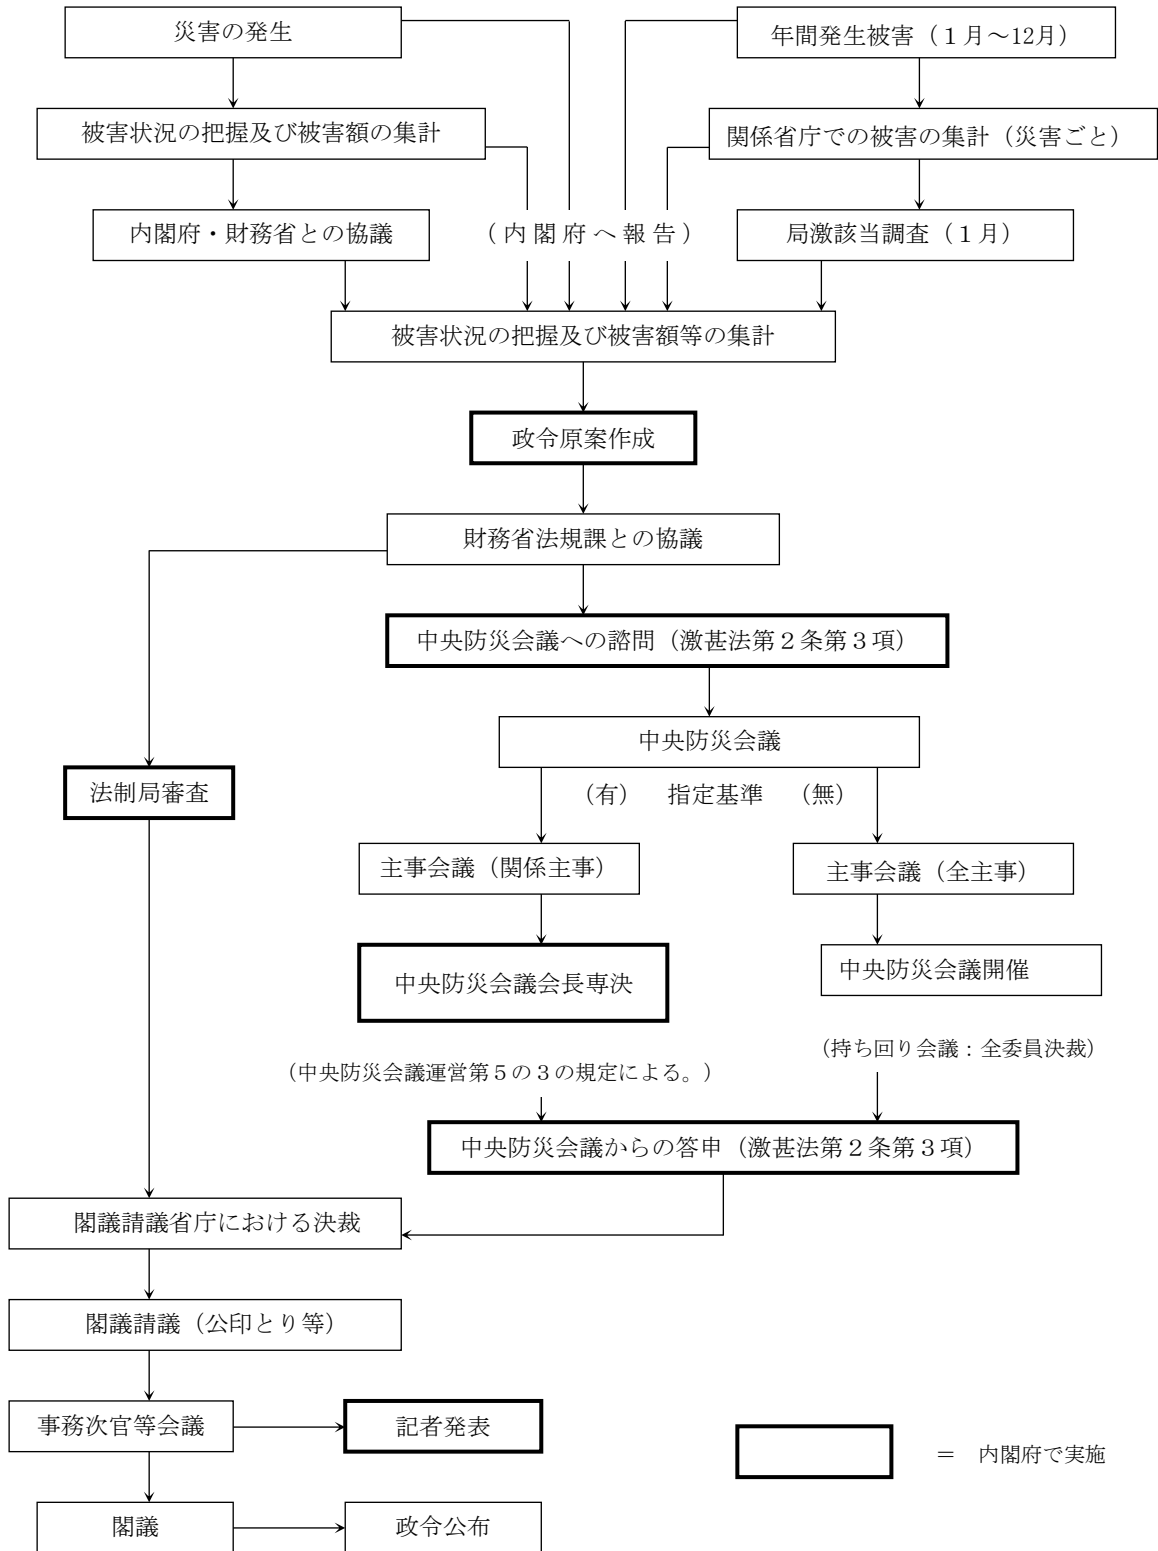 災害の発生
年間発生被害（１月～12月）
被害状況の把握及び被害額の集計
関係省庁での被害の集計（災害ごと）
内閣府・財務省との協議
（内閣府へ報告）
局激該当調査（１月）
被害状況の把握及び被害額等の集計
政令原案作成
財務省法規課との協議
中央防災会議への諮問（激甚法第２条第３項）
中央防災会議
法制局審査
（有）　指定基準　（無）
主事会議（関係主事）
主事会議（全主事）
中央防災会議会長専決
中央防災会議開催
（持ち回り会議：全委員決裁）
（中央防災会議運営第５の３の規定による。）
中央防災会議からの答申（激甚法第２条第３項）
閣議請議省庁における決裁
閣議請議（公印とり等）
事務次官等会議
記者発表
＝　内閣府で実施
閣議
政令公布